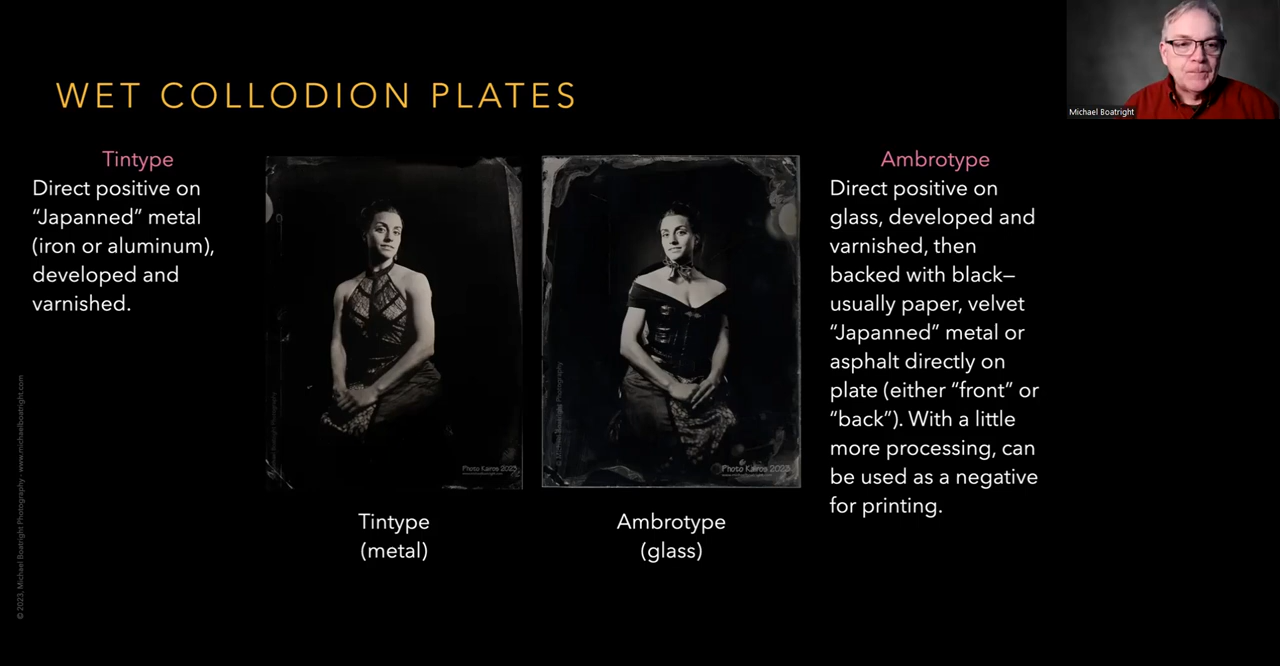 WET COLLODION PLATES
Michael Boatright
Tintype
Direct positive on
“Japanned” metal
(iron or aluminum),
developed and
varnished.
Photo Kairos 2023
Photo Kairos 2023
Tintype
(metal)
Ambrotype
(glass)
Ambrotype
Direct positive on
glass, developed and
varnished, then
backed with black—
usually paper, velvet
“Japanned” metal or
asphalt directly on
plate (either “front” or
“back”). With a little
more processing, can
be used as a negative
for printing.
© 2023, Michael Boatright Photography - www.michaelboatright.com